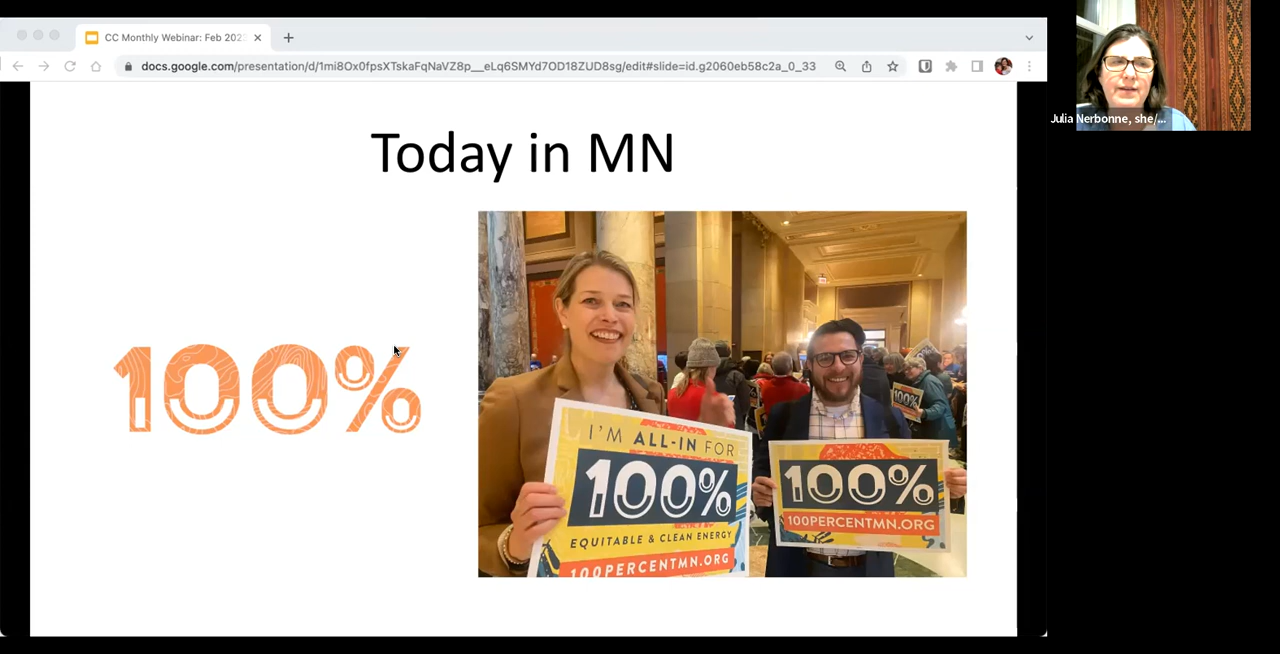 CC Monthly Webinar: Feb 202
docs.google.com/presentation/d/1mi8Ox0fpsXTskaFqNaVZ8p__eLq6SMYd7OD18ZUD8sg/edit#slide=id.g2060eb58c2a_0_33
Julia Nerbonne, she/...
Today in MN
100%
I'M ALL-IN FOR
100%
EQUITABLE & CLEAN ENERGY
100PERCENTMN.ORG
100%
100PERCENTMN.ORG
100%